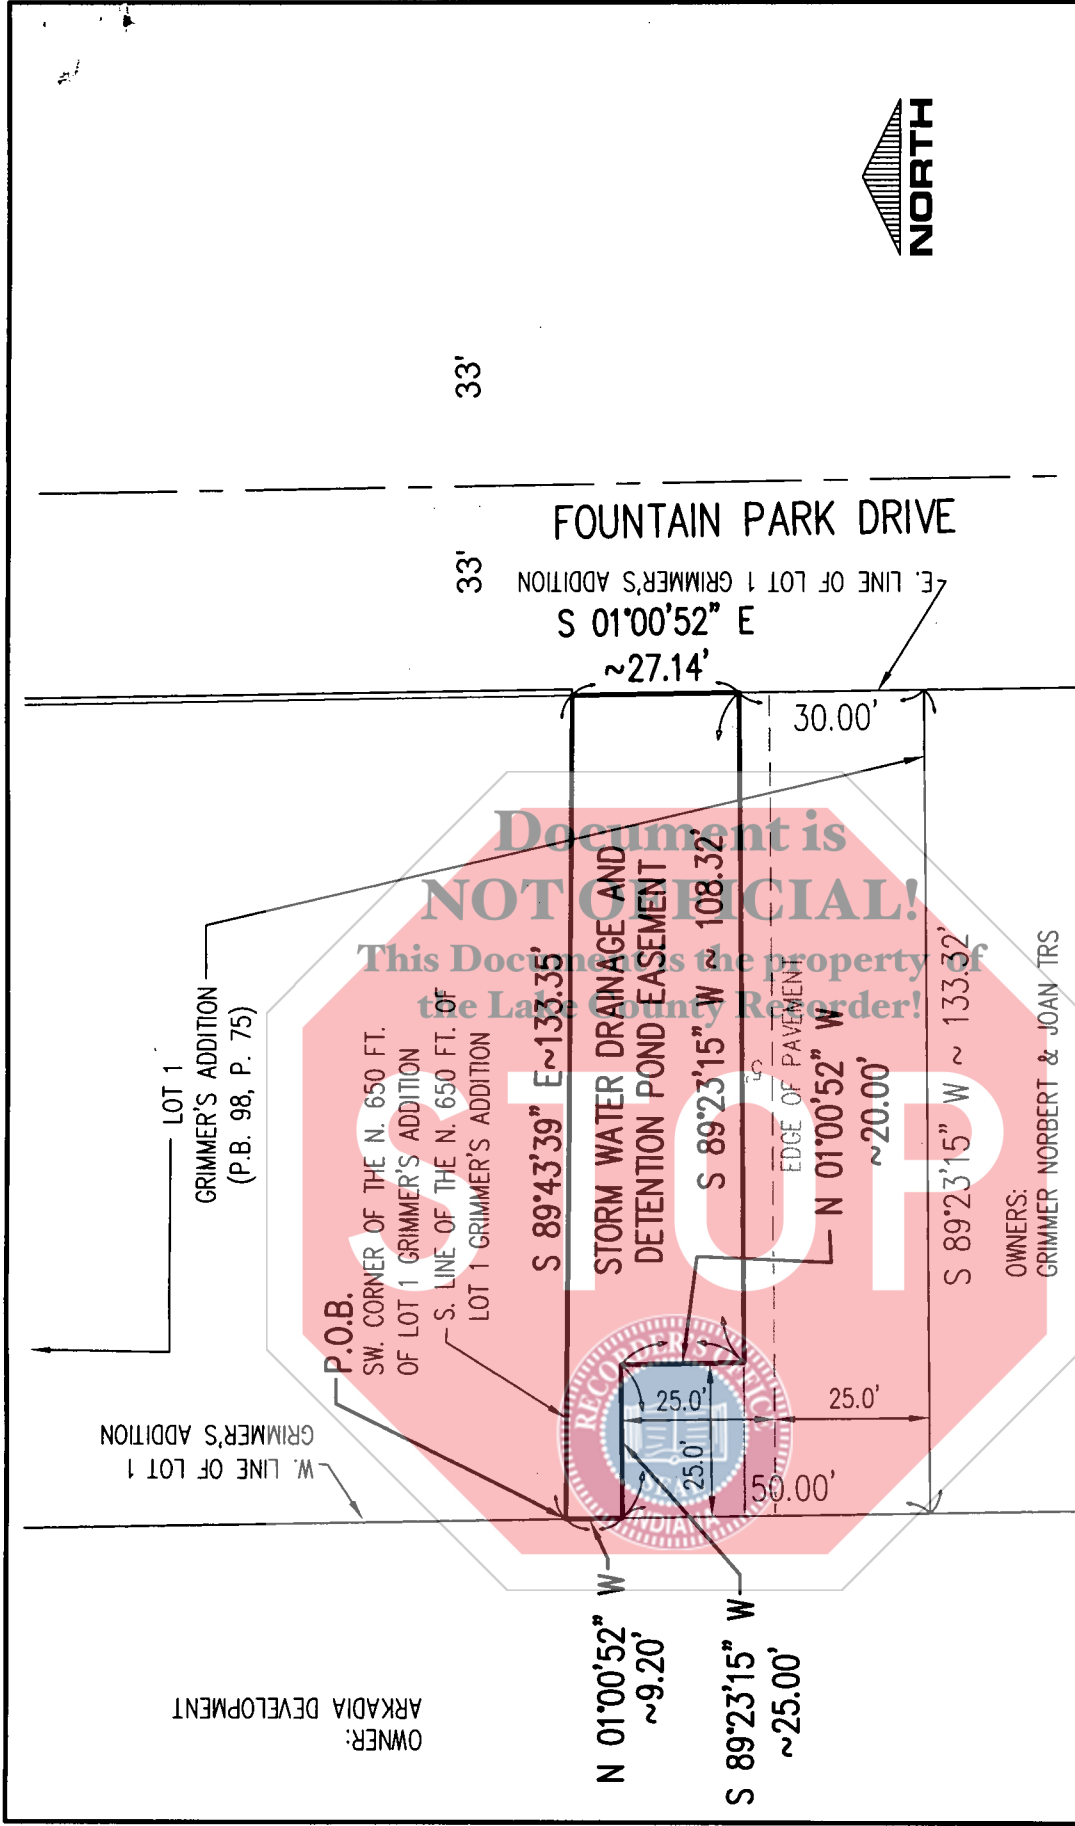 LOT 1
GRIMMER'S ADDITION
(P.B. 98, P. 75)
W. LINE OF LOT 1
GRIMMER'S ADDITION
P.O.B.
SW. CORNER OF THE N. 650 FT.
OF LOT 1 GRIMMER'S ADDITION
S. LINE OF THE N. 650 FT. OF
LOT 1 GRIMMER'S ADDITION
OWNER:
ARKADIA DEVELOPMENT
N 01°00'52" W
~9.20'
S 89°23'15" W
~25.00'
S 89°43'39" E~133.35'
STORM WATER DRAINAGE AND
DETENTION POND EASEMENT
S 89°23'15" W ~ 108.32'
EDGE OF PAVEMENT
N 01°00'52" W
~20.00'
25.0'
25.0'
25.0'
50.00'
S 89°23'15" W ~ 133.32'
OWNERS:
GRIMMER NORBERT & JOAN TRS
33'
33'
FOUNTAIN PARK DRIVE
E. LINE OF LOT 1 GRIMMER'S ADDITION
S 01°00'52" E
~27.14'
30.00'
NORTH
Document is
NOT OFFICIAL!
This Document is the property of
the Lake County Recorder!
STOP
RECORDER'S OFFICE
SEAL
INDIANA